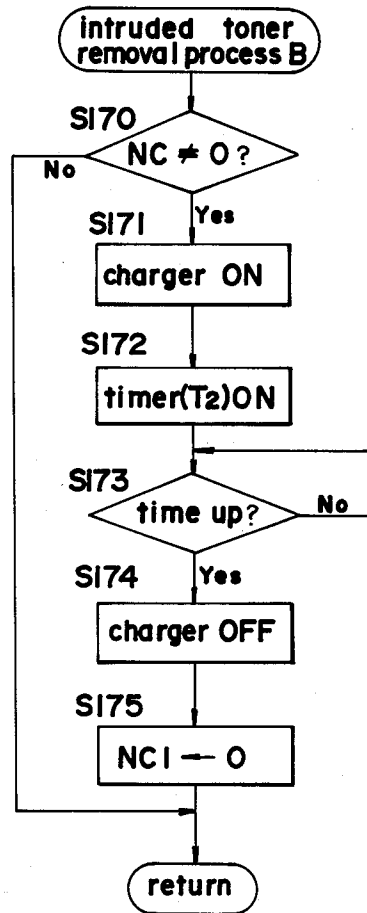 intruded toner
removal process B
S170
NC ≠ 0?
No
Yes
S171
charger ON
S172
timer(T2)ON
S173
time up?
No
Yes
S174
charger OFF
S175
NC1 ← 0
return